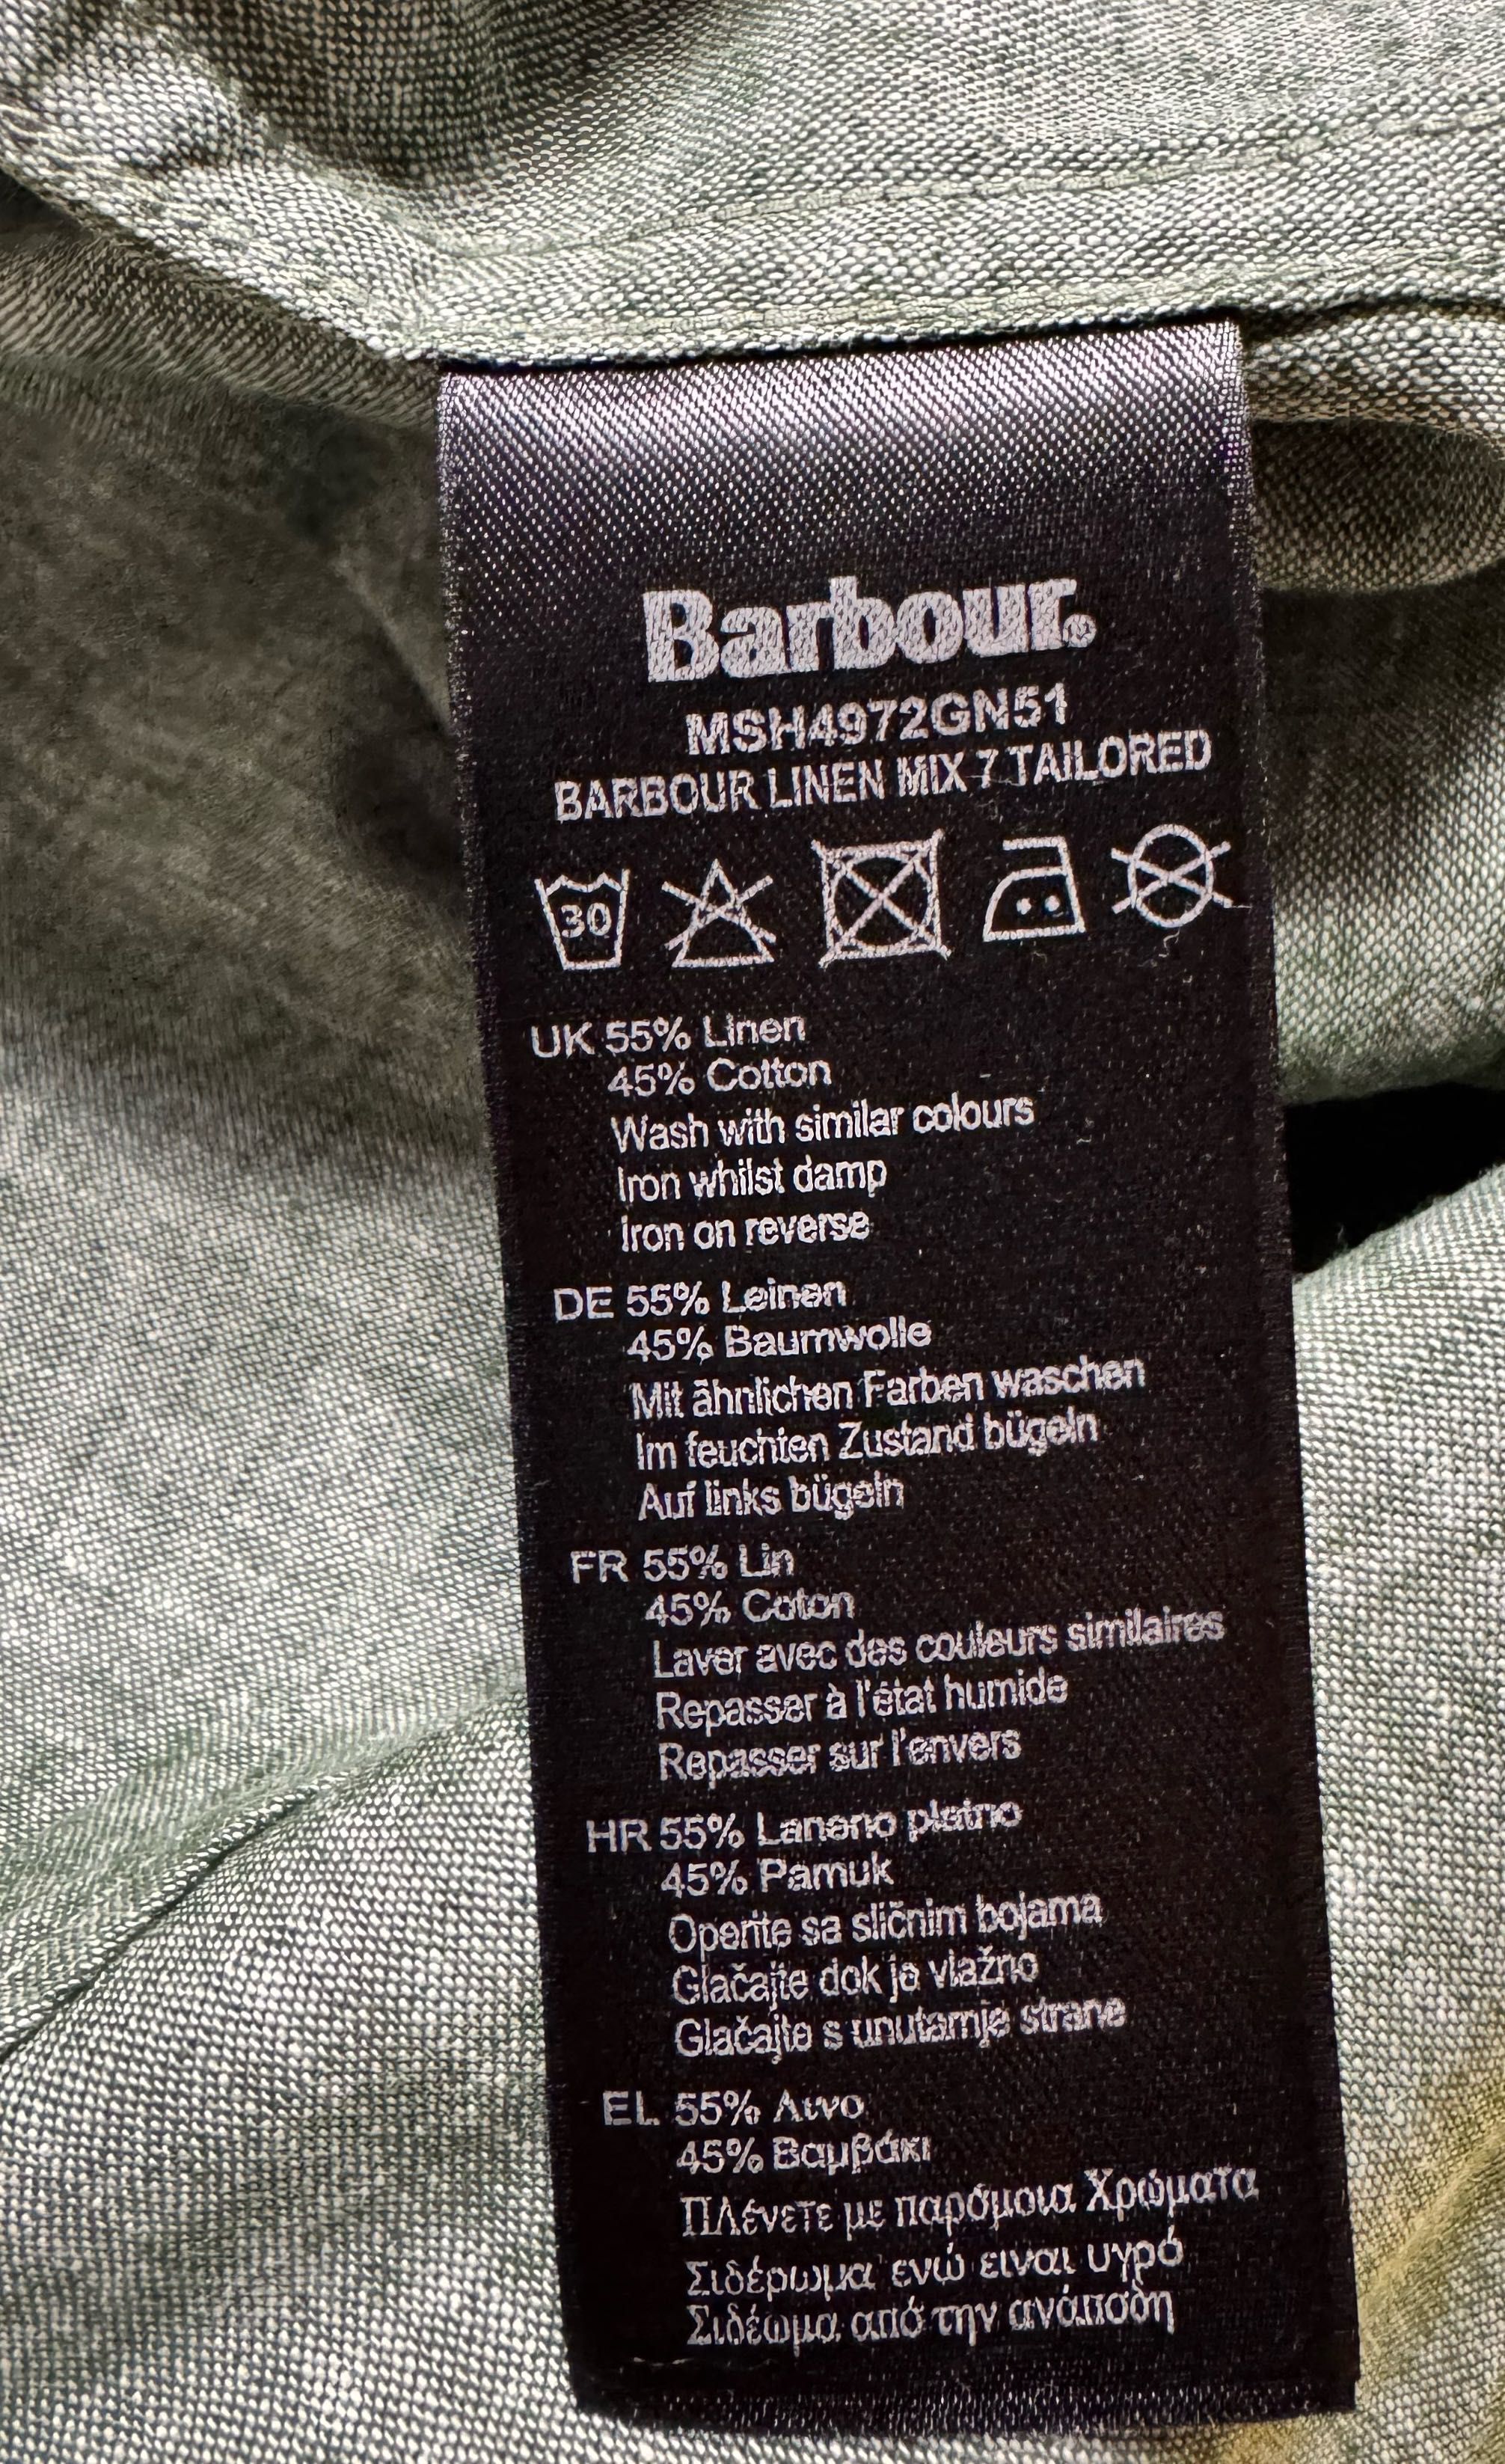 Barbour®
MSH4972GN51
BARBOUR LINEN MIX 7 TAILORED
30
UK 55% Linen
45% Cotton
Wash with similar colours
Iron whilst damp
Iron on reverse
DE 55% Leinen
45% Baumwolle
Mit ähnlichen Farben waschen
Im feuchten Zustand bügeln
Auf links bügeln
FR 55% Lin
45% Coton
Laver avec des couleurs similaires
Repasser à l'état humide
Repasser sur l'envers
HR 55% Laneno platno
45% Pamuk
Operite sa sličnim bojama
Glačajte dok je vlažno
Glačajte s unutarnje strane
EL 55% Λινο
45% Βαμβάκι
Πλένετε με παρόμοια Χρώματα
Σιδέρωμα ενώ ειναι υγρό
Σιδέωμα από την ανάποδη